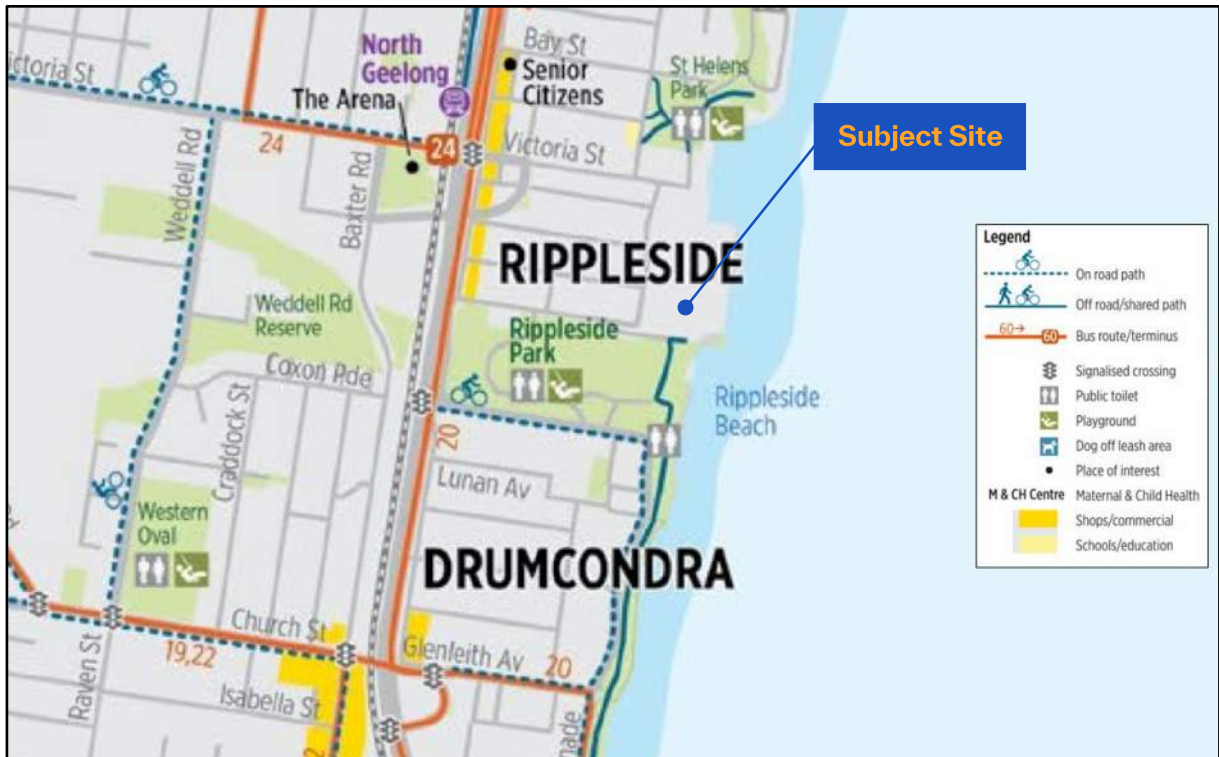 ictoria St
North
Geelong
Bay St
Senior
Citizens
St Helens
Park
The Arena
Subject Site
24
24
Victoria St
Weddell Rd
Baxter Rd
RIPPLESIDE
Weddell Rd
Reserve
Rippleside
Park
Coxon Pde
Craddock St
Rippleside
Beach
20
Lunan Av
Western
Oval
DRUMCONDRA
Church St
19,22
Glenleith Av
20
Raven St
Isabella St
nade
2
Legend
On road path
Off road/shared path
60→
60
Bus route/terminus
Signalised crossing
Public toilet
Playground
Dog off leash area
Place of interest
M & CH Centre
Maternal & Child Health
Shops/commercial
Schools/education